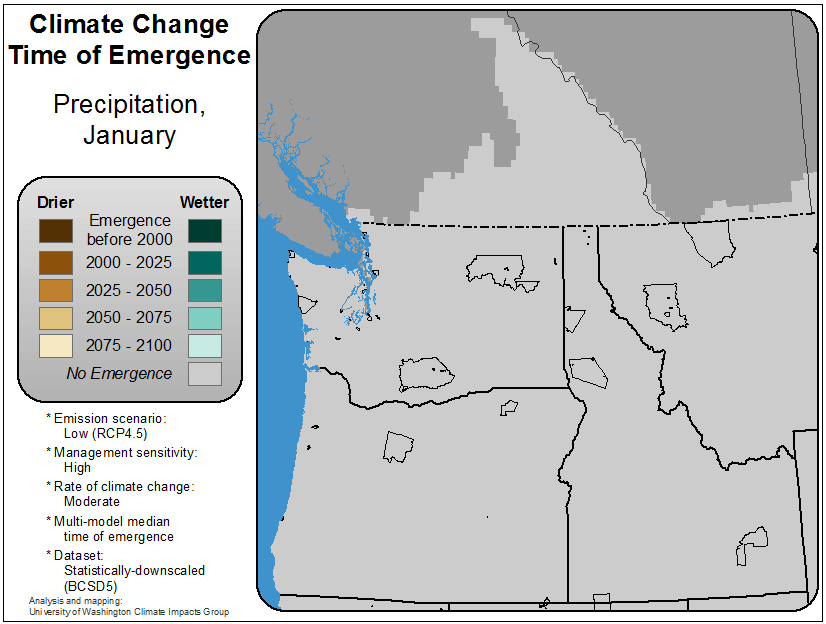 Climate Change
Time of Emergence
Precipitation,
January
Drier
Wetter
Emergence
before 2000
2000 - 2025
2025 - 2050
2050 - 2075
2075 - 2100
No Emergence
* Emission scenario:
Low (RCP4.5)
* Management sensitivity:
High
* Rate of climate change:
Moderate
* Multi-model median
time of emergence
* Dataset:
Statistically-downscaled
(BCSD5)
Analysis and mapping:
University of Washington Climate Impacts Group